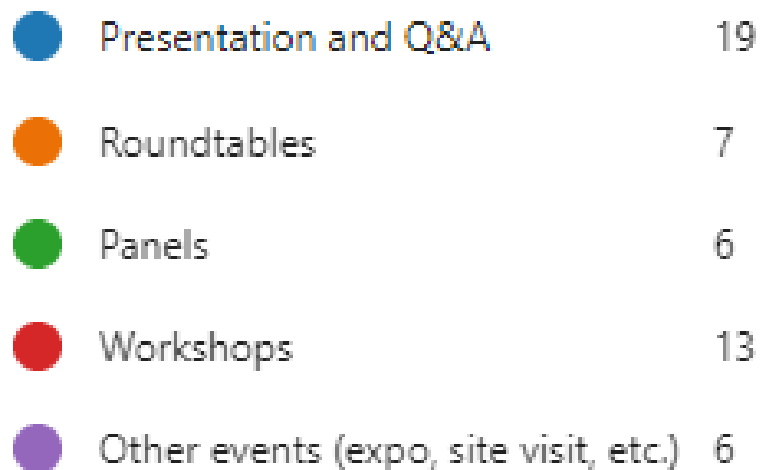 Presentation and Q&A 19
Roundtables 7
Panels 6
Workshops 13
Other events (expo, site visit, etc.) 6